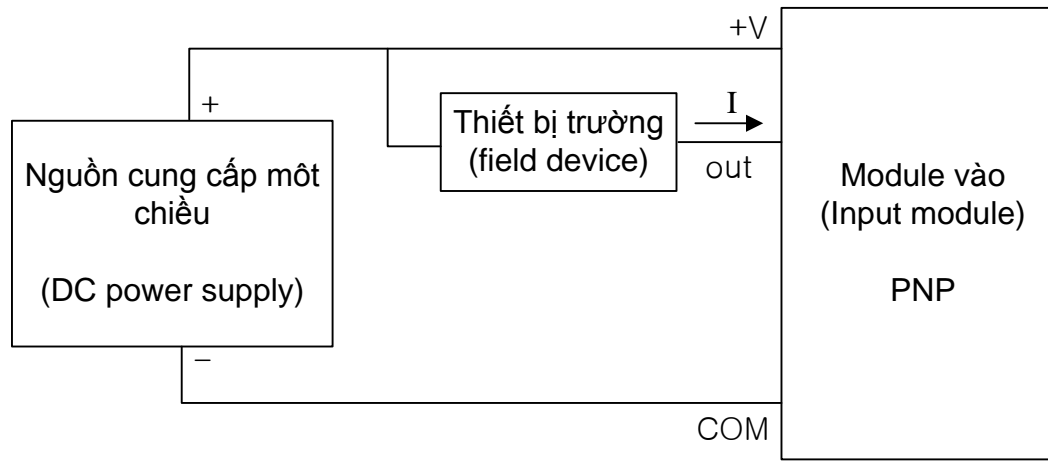 +V
+
Thiết bị trường
(field device)
I
out
Nguồn cung cấp môt
chiều
(DC power supply)
Module vào
(Input module)
PNP
−
COM